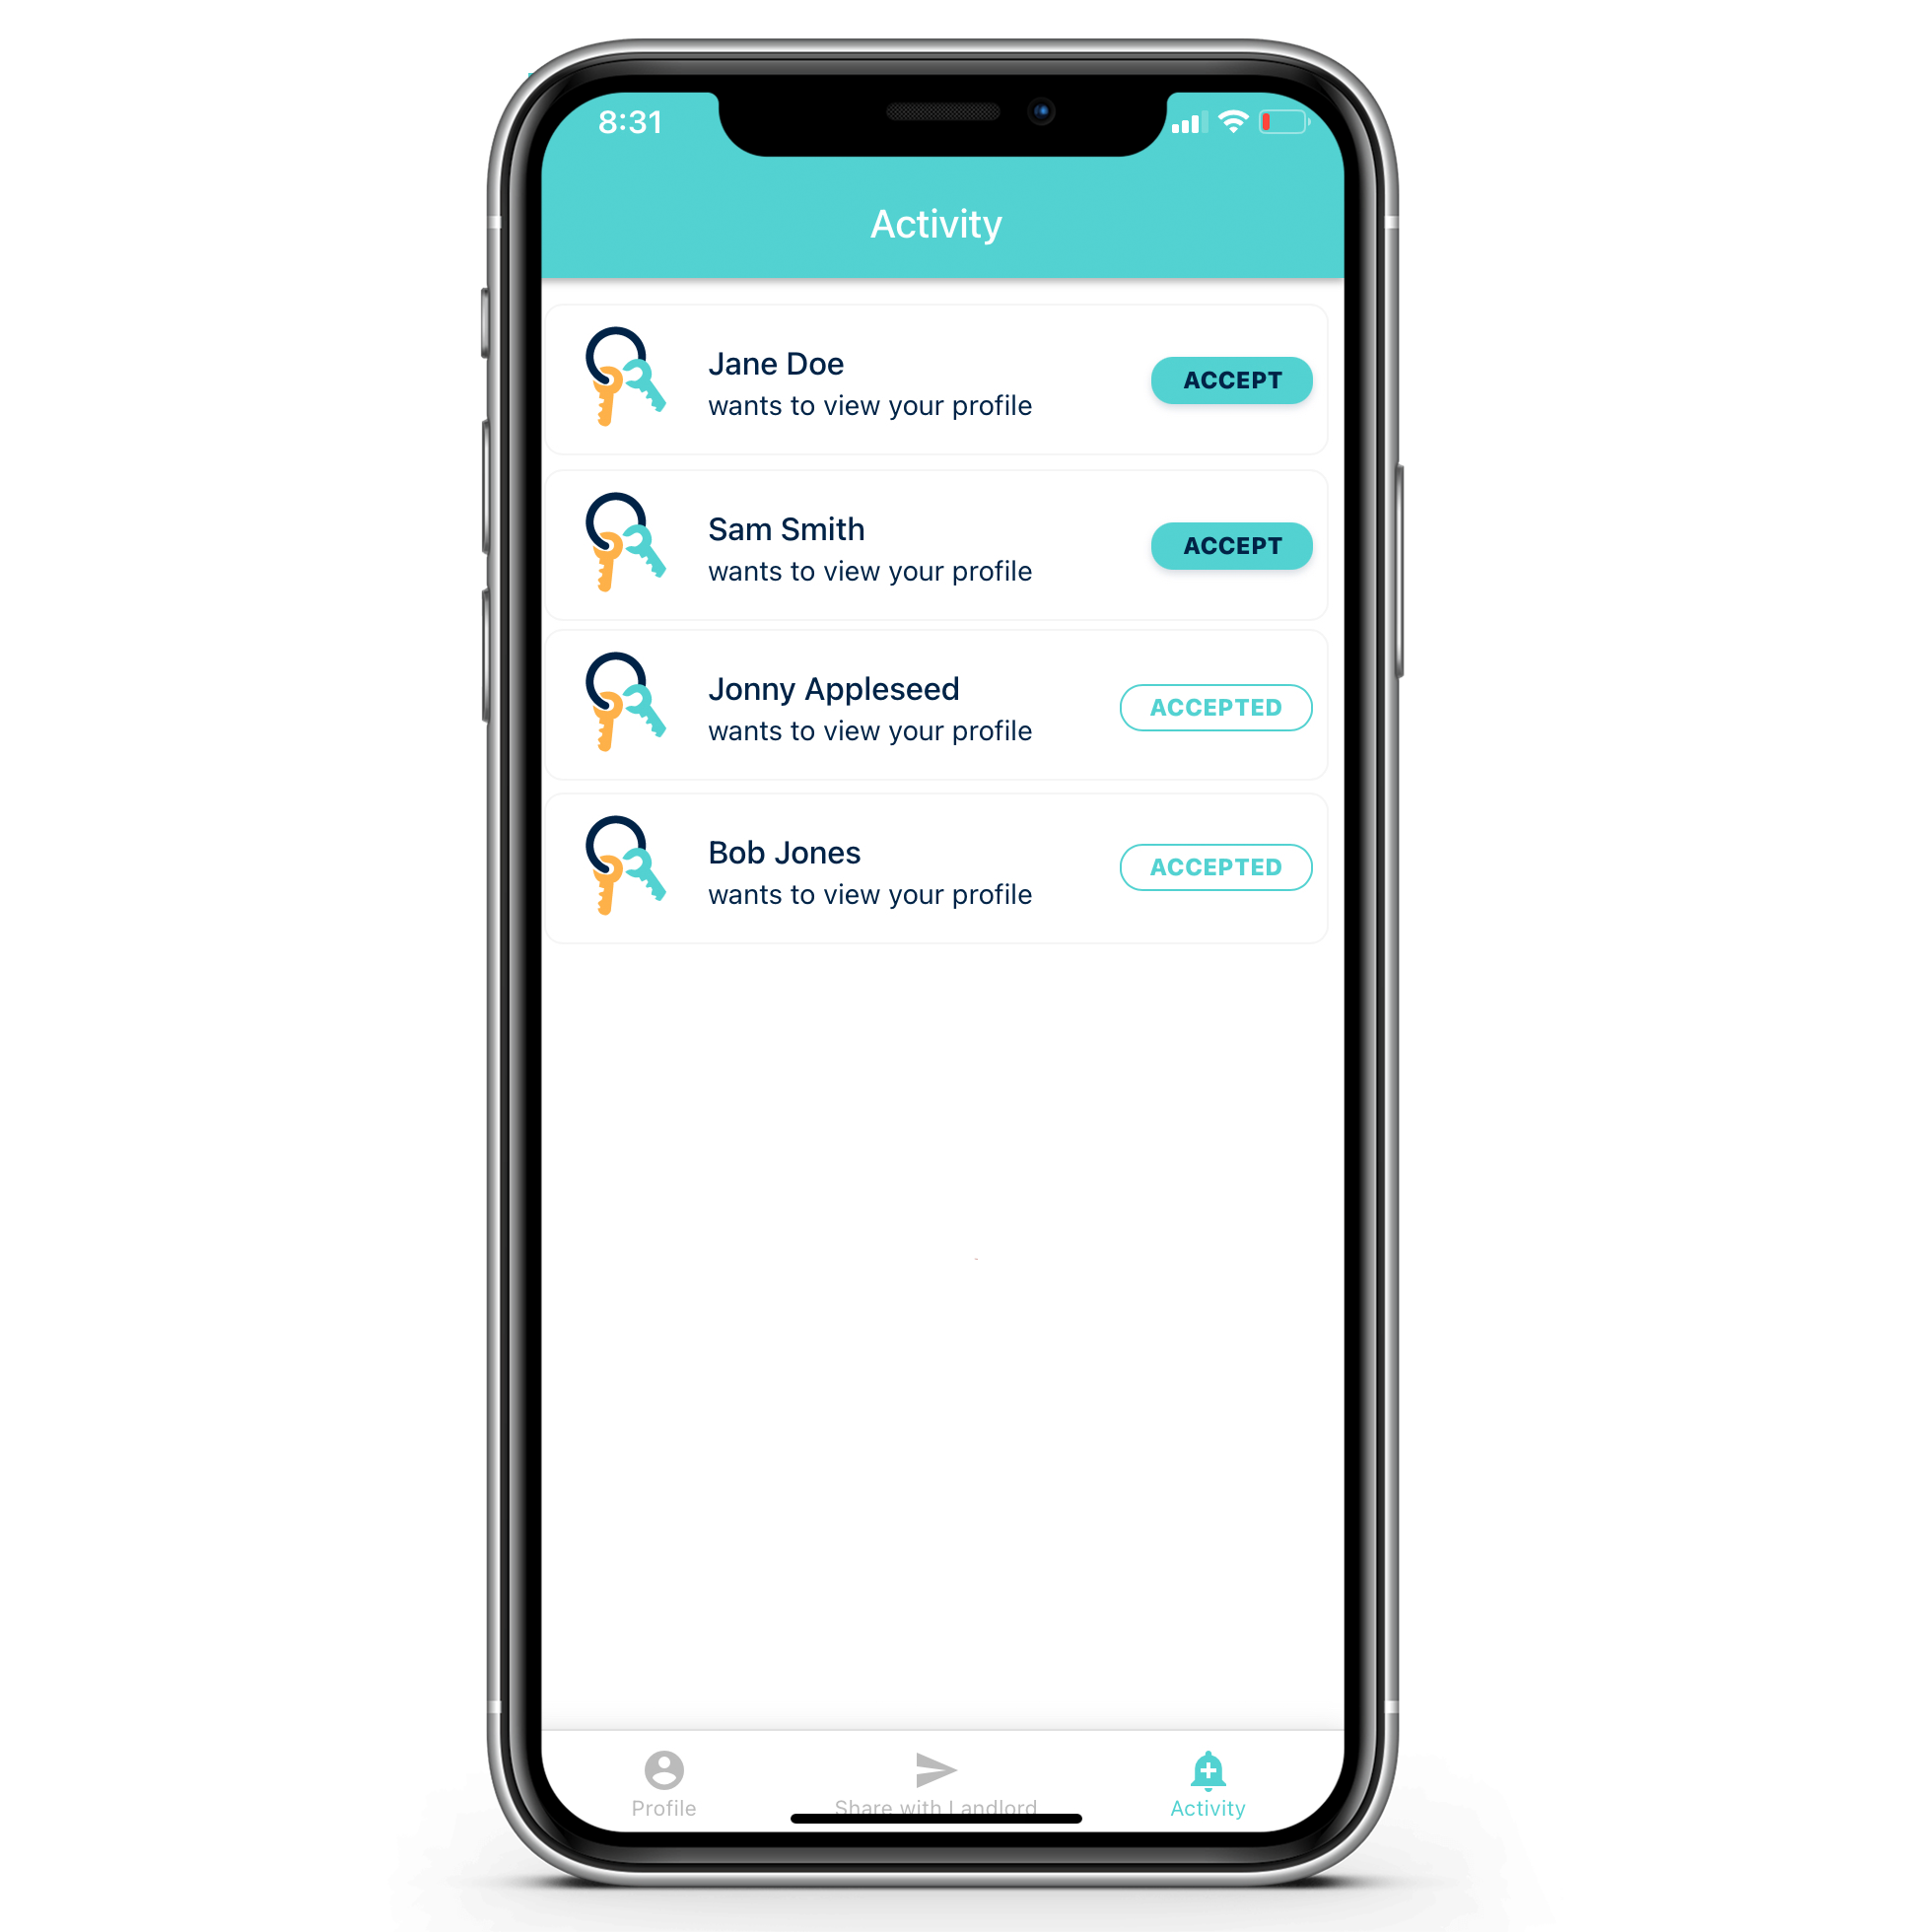 8:31
Activity
Jane Doe
wants to view your profile
ACCEPT
Sam Smith
wants to view your profile
ACCEPT
Jonny Appleseed
wants to view your profile
ACCEPTED
Bob Jones
wants to view your profile
ACCEPTED
Profile
Share with Landlord
Activity